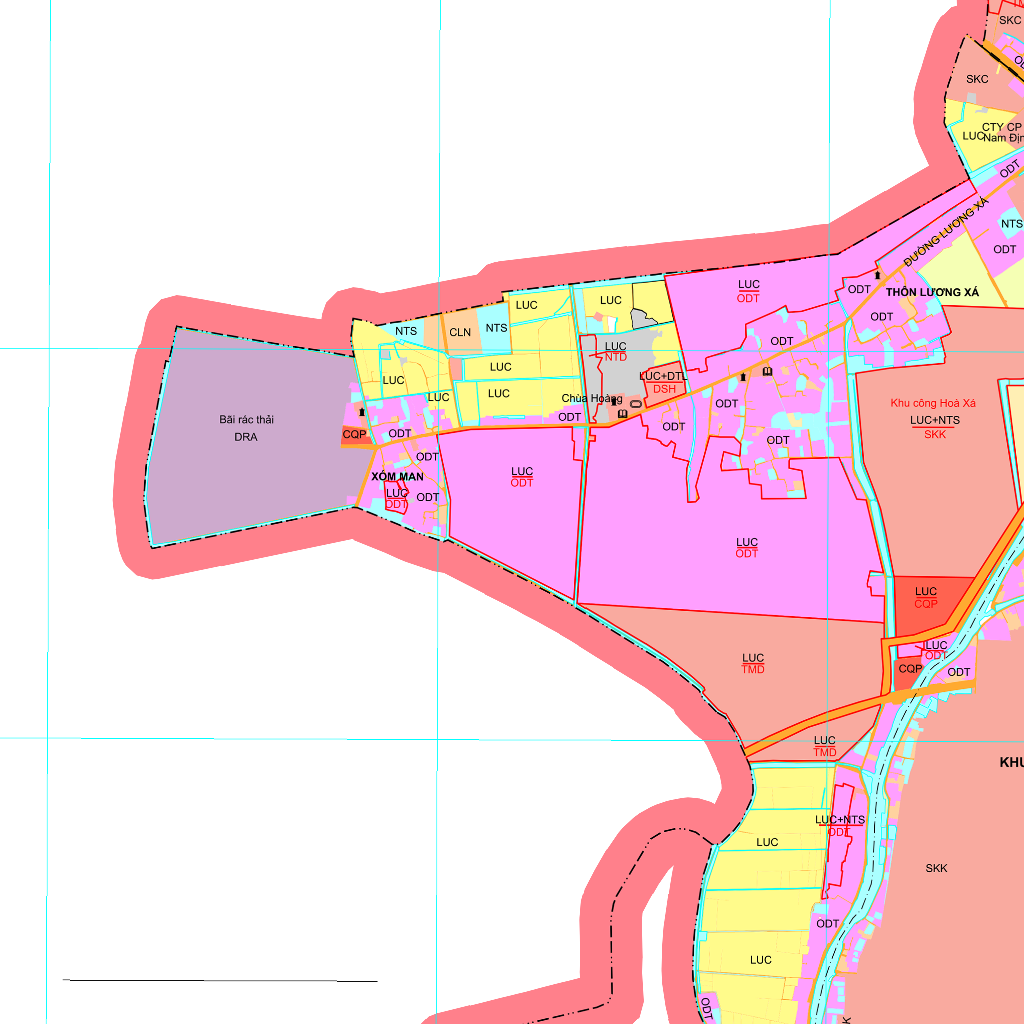 SKC
SKC
CTY CP
LUC
Nam Địn
ODT
NTS
ODT
ĐƯỜNG LƯƠNG XÁ
THÔN LƯƠNG XÁ
ODT
ODT
LUC
ODT
LUC
LUC
NTS
CLN
NTS
ODT
LUC
NTD
LUC
LUC+DTL
DSH
LUC
LUC
LUC
Chùa Hoàng
ODT
ODT
ODT
Khu công Hoà Xá
LUC+NTS
SKK
Bãi rác thải
DRA
CQP
ODT
ODT
ODT
XÓM MAN
LUC
ODT
ODT
LUC
ODT
LUC
ODT
LUC
CQP
LUC
ODT
CQP
ODT
LUC
TMD
LUC
TMD
KHU
LUC+NTS
ODT
LUC
SKK
ODT
LUC
ODT